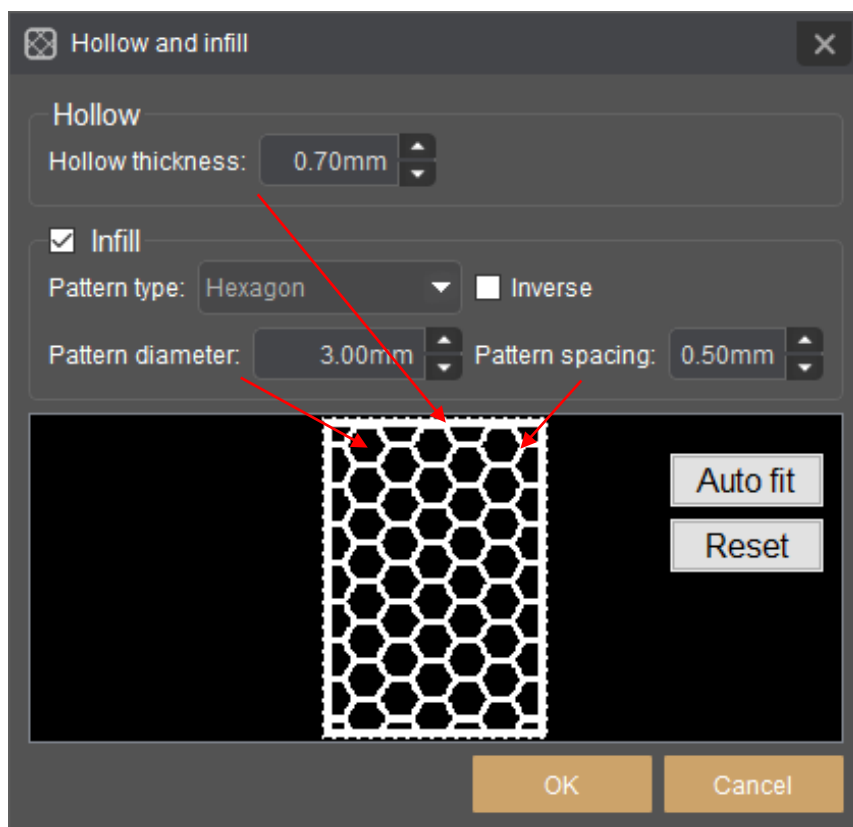 Hollow and infill
Hollow
Hollow thickness: 0.70mm
Infill
Pattern type: Hexagon Inverse
Pattern diameter: 3.00mm Pattern spacing: 0.50mm
Auto fit
Reset
OK Cancel